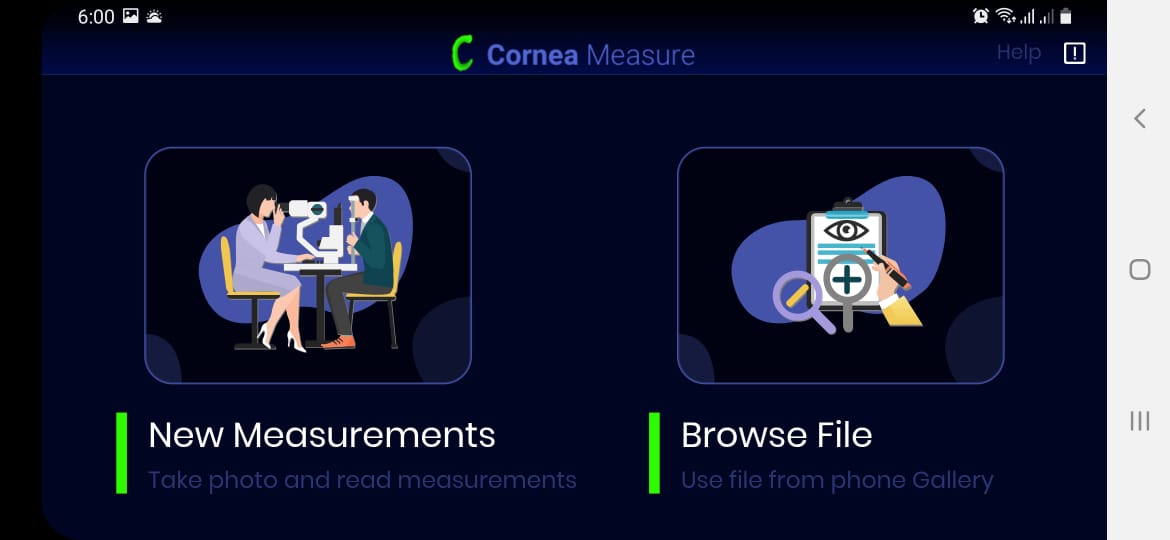 6:00
Cornea Measure
Help
New Measurements
Take photo and read measurements
Browse File
Use file from phone Gallery